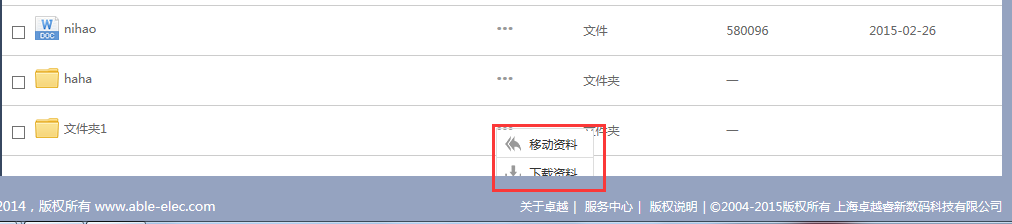 DOC nihao ••• 文件 580096 2015-02-26
haha ••• 文件夹 —
文件夹1 ••• 文件夹 —
移动资料
下载资料
2014，版权所有 www.able-elec.com 关于卓越 | 服务中心 | 版权说明 | ©2004-2015版权所有 上海卓越睿新数码科技有限公司